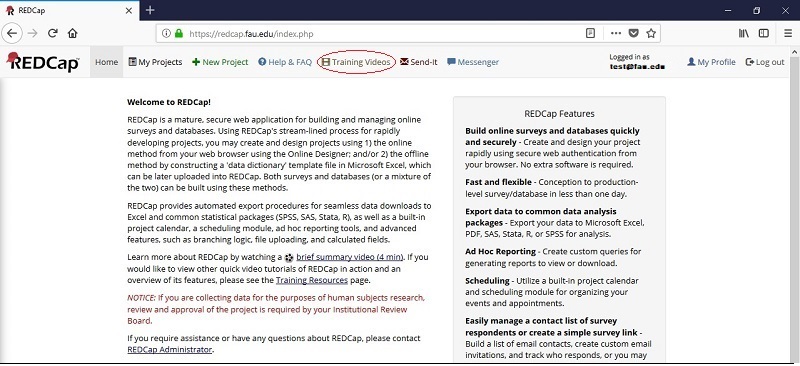 REDCap
https://redcap.fau.edu/index.php
REDCap
Home
My Projects
New Project
Help & FAQ
Training Videos
Send-It
Messenger
Logged in as
test@fau.edu
My Profile
Log out
Welcome to REDCap!
REDCap is a mature, secure web application for building and managing online
surveys and databases. Using REDCap's stream-lined process for rapidly
developing projects, you may create and design projects using 1) the online
method from your web browser using the Online Designer; and/or 2) the offline
method by constructing a 'data dictionary' template file in Microsoft Excel, which
can be later uploaded into REDCap. Both surveys and databases (or a mixture of
the two) can be built using these methods.
REDCap provides automated export procedures for seamless data downloads to
Excel and common statistical packages (SPSS, SAS, Stata, R), as well as a built-in
project calendar, a scheduling module, ad hoc reporting tools, and advanced
features, such as branching logic, file uploading, and calculated fields.
Learn more about REDCap by watching a brief summary video (4 min). If you
would like to view other quick video tutorials of REDCap in action and an
overview of its features, please see the Training Resources page.
NOTICE: If you are collecting data for the purposes of human subjects research,
review and approval of the project is required by your Institutional Review
Board.
If you require assistance or have any questions about REDCap, please contact
REDCap Administrator.
REDCap Features
Build online surveys and databases quickly
and securely - Create and design your project
rapidly using secure web authentication from
your browser. No extra software is required.
Fast and flexible - Conception to production-
level survey/database in less than one day.
Export data to common data analysis
packages - Export your data to Microsoft Excel,
PDF, SAS, Stata, R, or SPSS for analysis.
Ad Hoc Reporting - Create custom queries for
generating reports to view or download.
Scheduling - Utilize a built-in project calendar
and scheduling module for organizing your
events and appointments.
Easily manage a contact list of survey
respondents or create a simple survey link -
Build a list of email contacts, create custom email
invitations, and track who responds, or you may